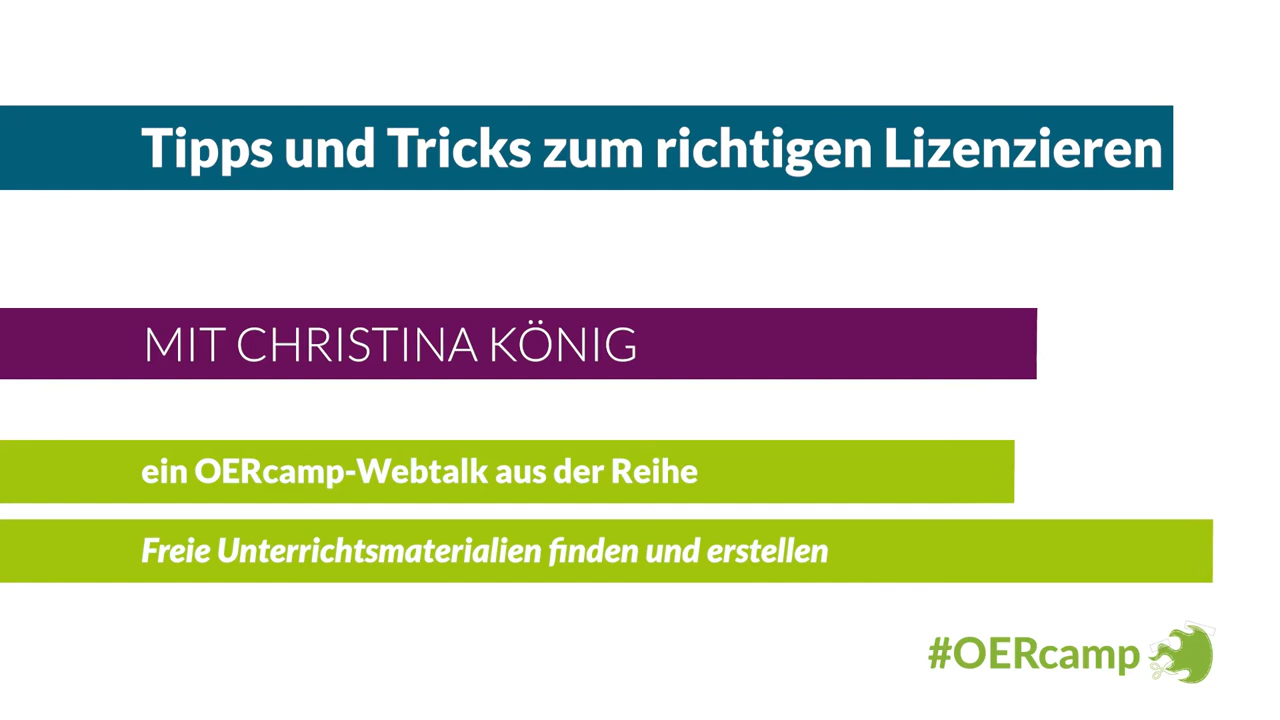 Tipps und Tricks zum richtigen Lizenzieren
MIT CHRISTINA KÖNIG
ein OERcamp-Webtalk aus der Reihe
Freie Unterrichtsmaterialien finden und erstellen
#OERcamp